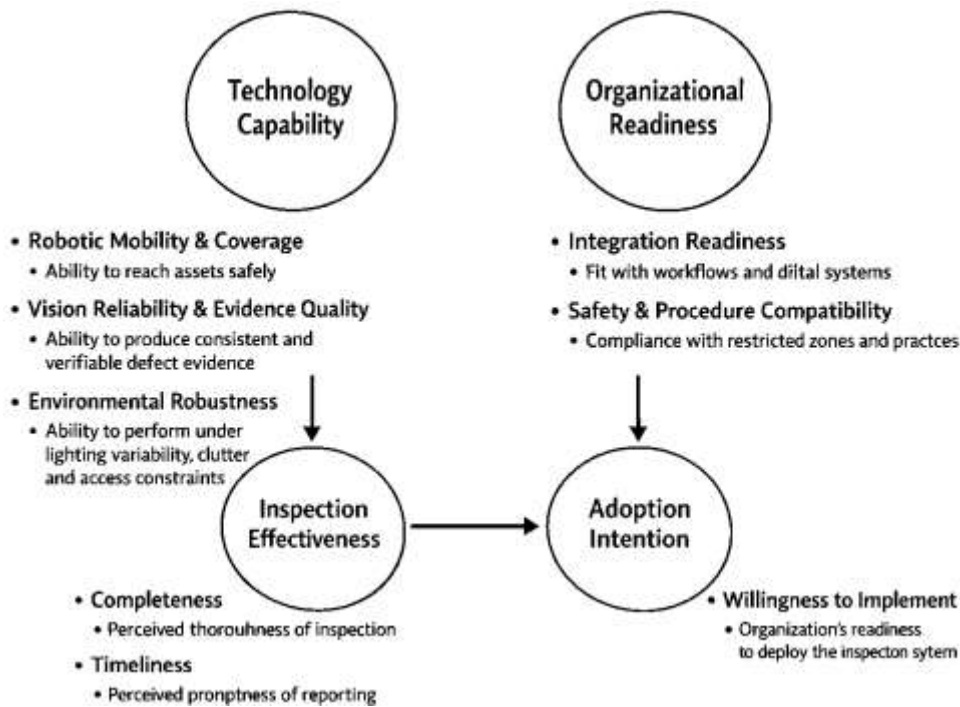 Technology
Capability
Organizational
Readiness
• Robotic Mobility & Coverage
• Ability to reach assets safely
• Vision Reliability & Evidence Quality
• Ability to produce consistent and
verifiable defect evidence
• Environmental Robustness
• Ability to perform under
lighting variability, clutter
and access constraints
• Integration Readiness
• Fit with workflows and diltal systems
• Safety & Procedure Compatibility
• Compliance with restricted zones and practces
Inspection
Effectiveness
Adoption
Intention
• Completeness
• Perceived thorouhness of inspection
• Timeliness
• Perceived pronptness of reporting
• Willingness to Implement
• Organization's readiness
to deploy the inspecton sytem